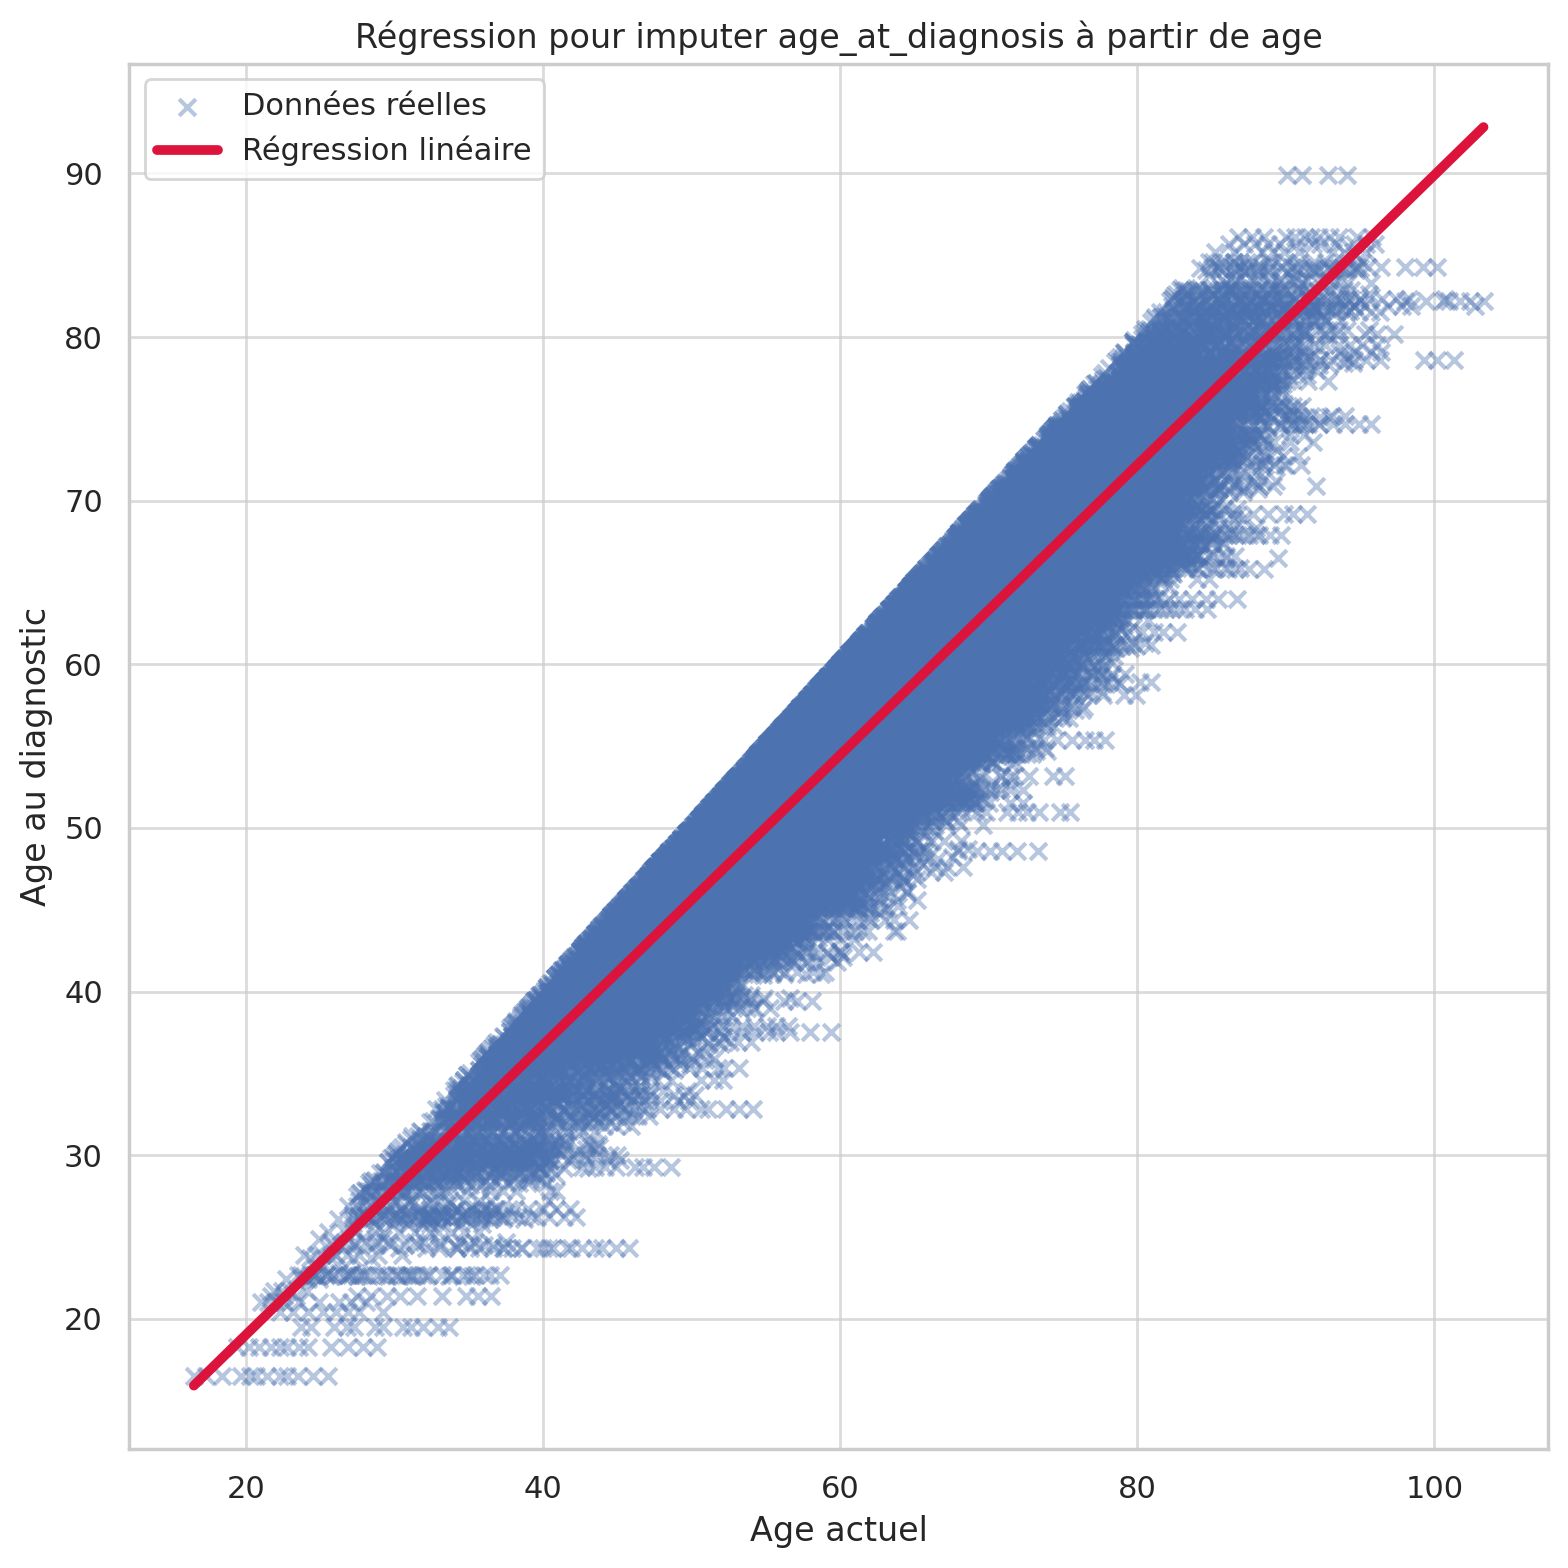 Régression pour imputer age_at_diagnosis à partir de age
Données réelles
Régression linéaire
90
80
70
60
50
40
30
20
Age au diagnostic
20 40 60 80 100
Age actuel